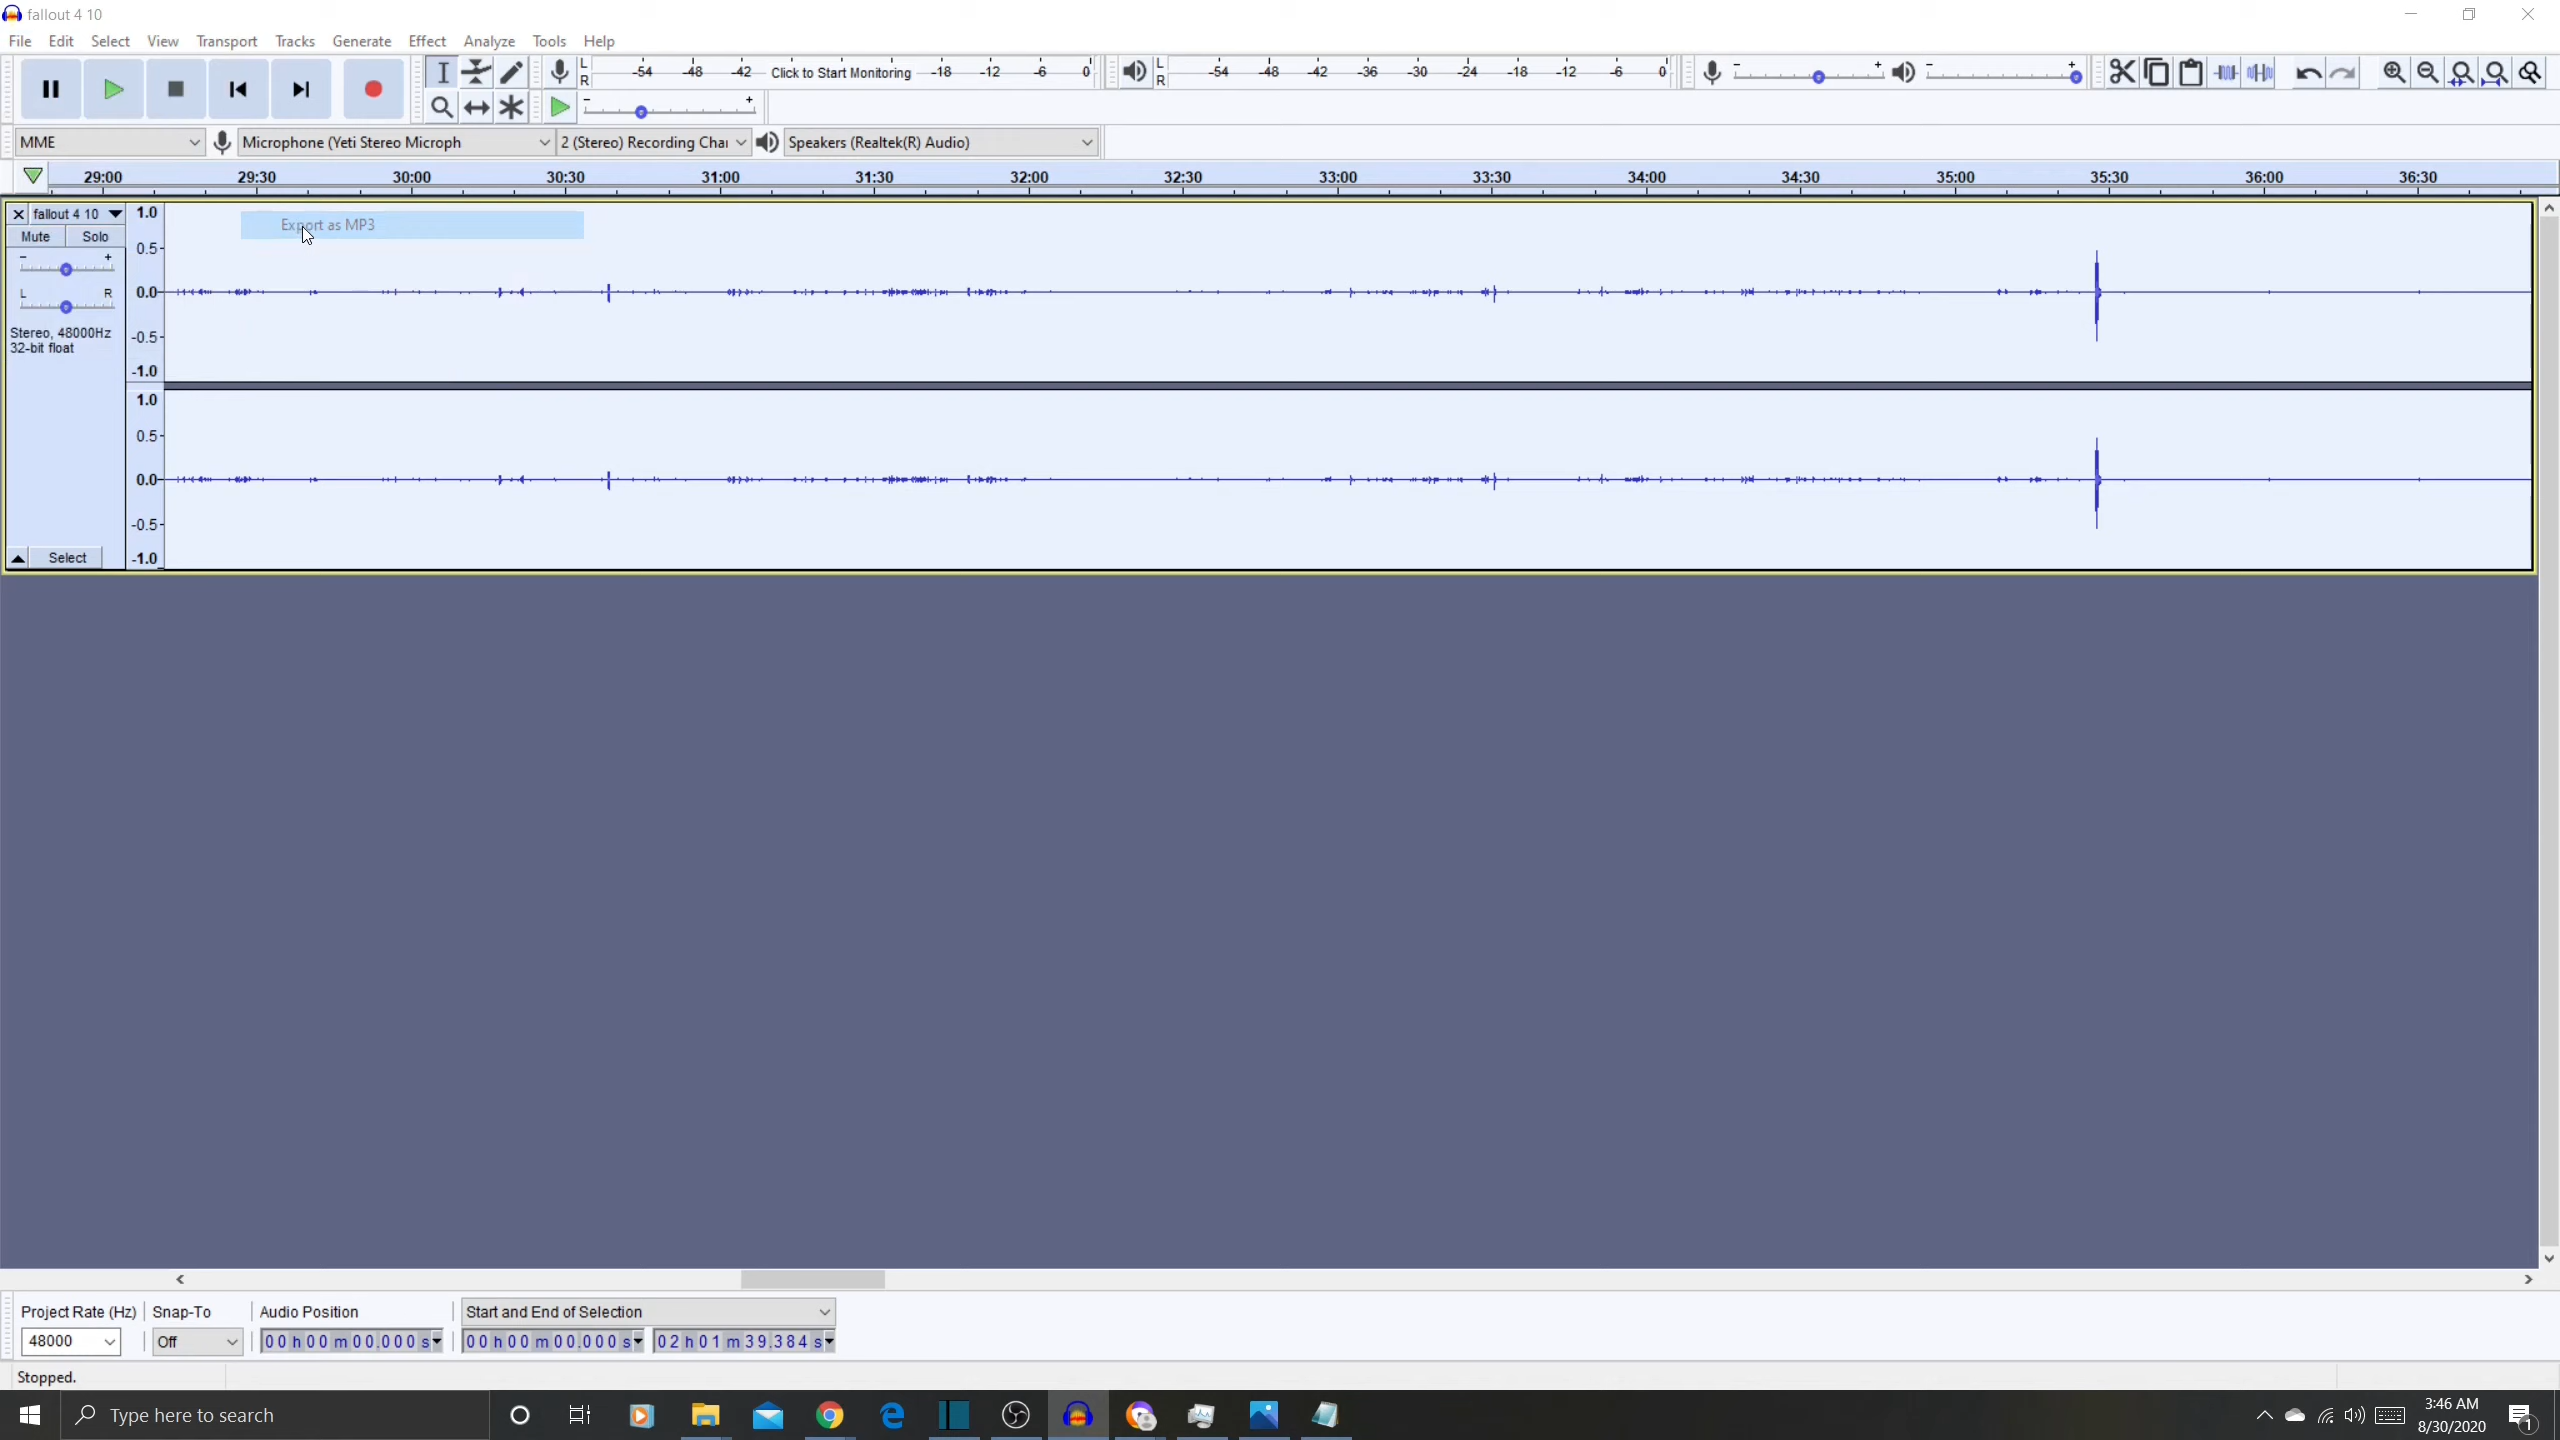 fallout 4 10
File Edit Select View Transport Tracks Generate Effect Analyze Tools Help
L R -54 -48 -42 Click to Start Monitoring -18 -12 -6 0
L R -54 -48 -42 -36 -30 -24 -18 -12 -6 0
- +
- +
- +
MME
Microphone (Yeti Stereo Microph
2 (Stereo) Recording Chai
Speakers (Realtek(R) Audio)
29:00 29:30 30:00 30:30 31:00 31:30 32:00 32:30 33:00 33:30 34:00 34:30 35:00 35:30 36:00 36:30
fallout 4 10
Mute Solo
- +
L R
Stereo, 48000Hz
32-bit float
Select
1.0
0.5
0.0
-0.5
-1.0
1.0
0.5
0.0
-0.5
-1.0
Export as MP3
Project Rate (Hz) Snap-To Audio Position Start and End of Selection
48000 Off 00 h 00 m 00.000 s 00 h 00 m 00.000 s 02 h 01 m 39.384 s
Stopped.
Type here to search
3:46 AM
8/30/2020
1